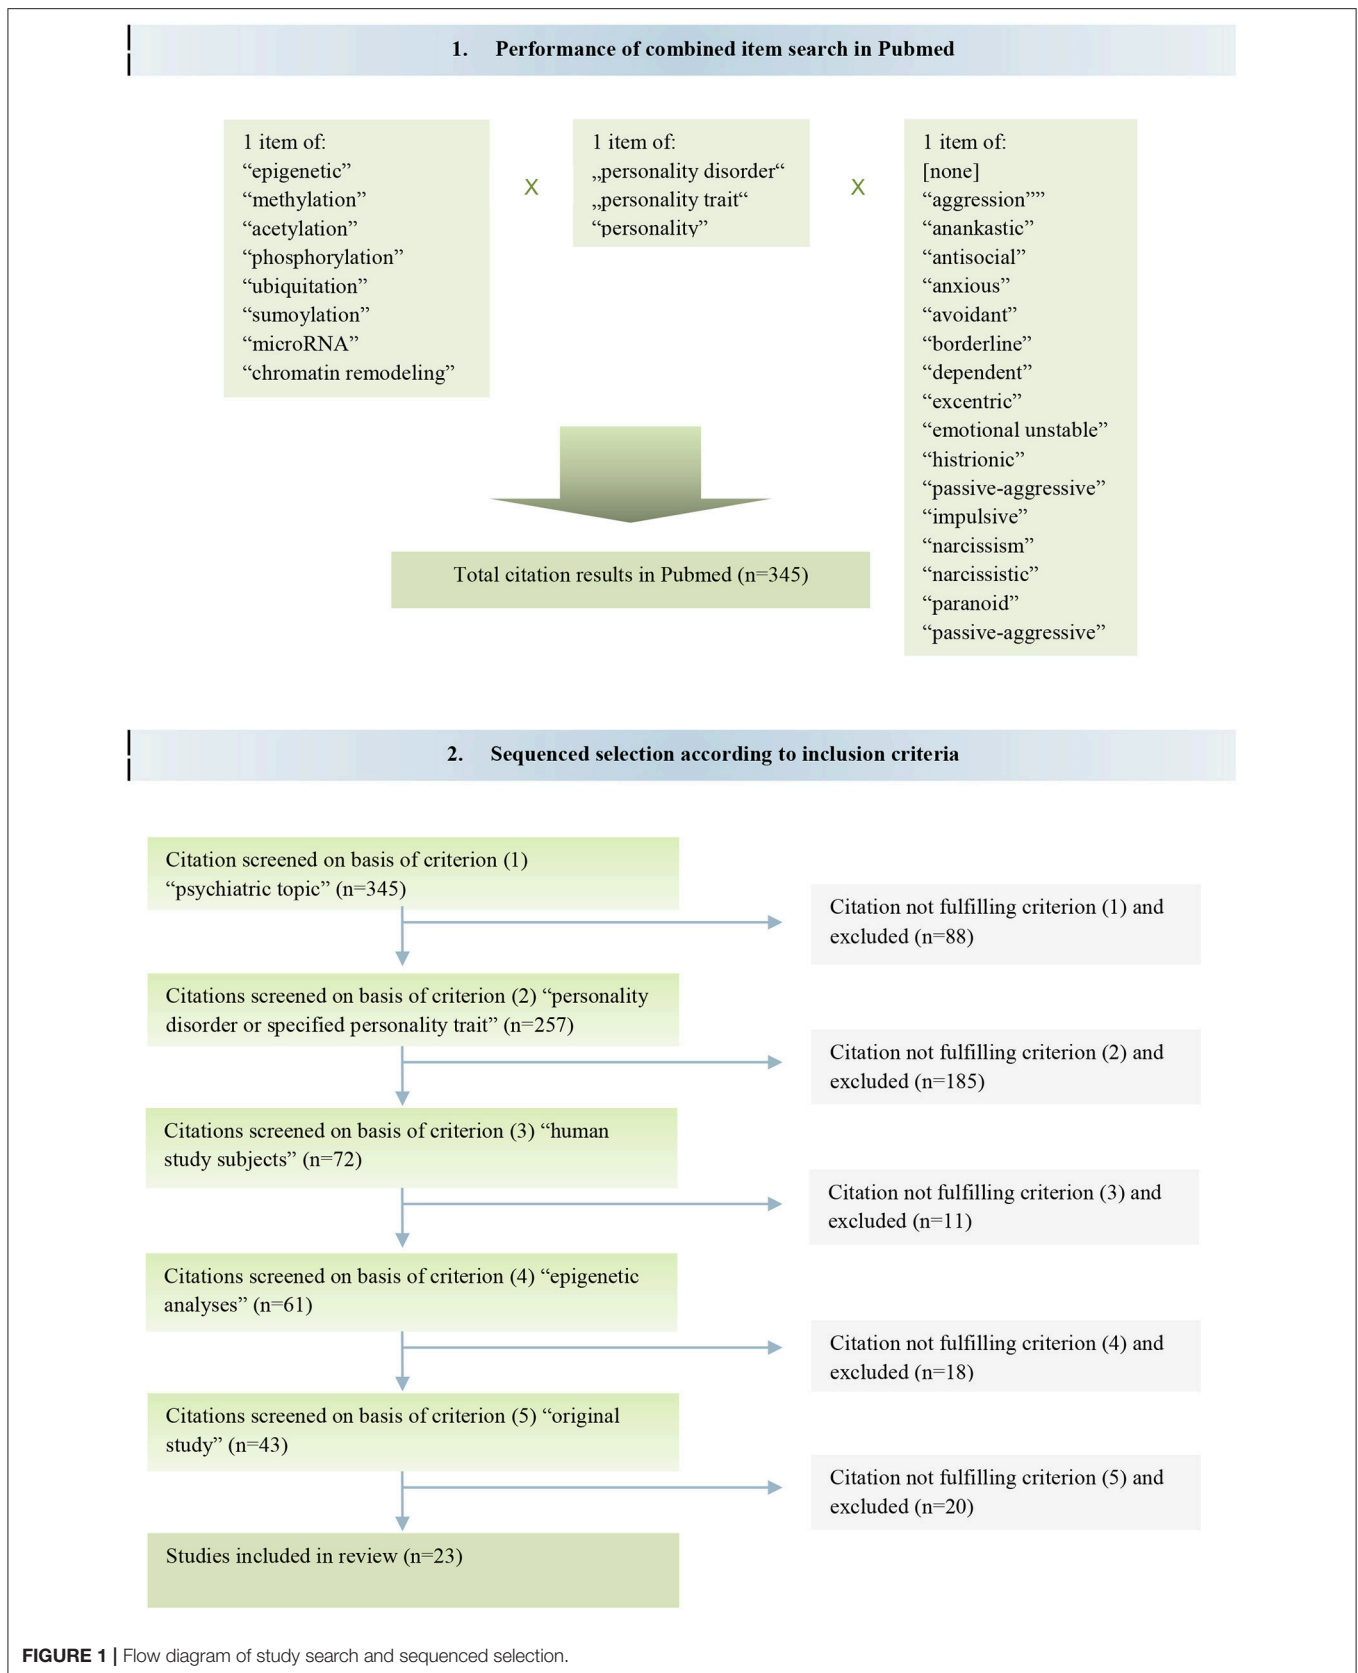 1. Performance of combined item search in Pubmed
1 item of:
“epigenetic”
“methylation”
“acetylation”
“phosphorylation”
“ubiquitation”
“sumoylation”
“microRNA”
“chromatin remodeling”
X
1 item of:
„personality disorder“
„personality trait“
“personality”
X
1 item of:
[none]
“aggression””
“anankastic”
“antisocial”
“anxious”
“avoidant”
“borderline”
“dependent”
“excentric”
“emotional unstable”
“histrionic”
“passive-aggressive”
“impulsive”
“narcissism”
“narcissistic”
“paranoid”
“passive-aggressive”
Total citation results in Pubmed (n=345)
2. Sequenced selection according to inclusion criteria
Citation screened on basis of criterion (1)
“psychiatric topic” (n=345)
Citation not fulfilling criterion (1) and
excluded (n=88)
Citations screened on basis of criterion (2) “personality
disorder or specified personality trait” (n=257)
Citation not fulfilling criterion (2) and
excluded (n=185)
Citations screened on basis of criterion (3) “human
study subjects” (n=72)
Citation not fulfilling criterion (3) and
excluded (n=11)
Citations screened on basis of criterion (4) “epigenetic
analyses” (n=61)
Citation not fulfilling criterion (4) and
excluded (n=18)
Citations screened on basis of criterion (5) “original
study” (n=43)
Citation not fulfilling criterion (5) and
excluded (n=20)
Studies included in review (n=23)
FIGURE 1 | Flow diagram of study search and sequenced selection.